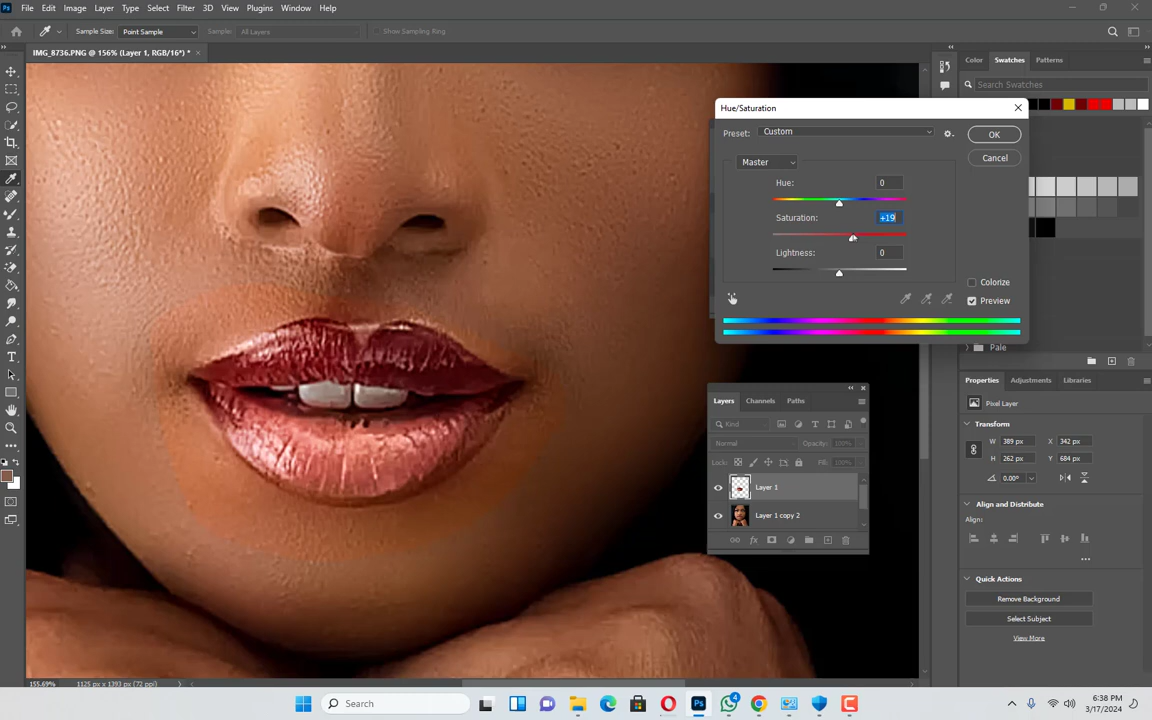 Ps File Edit Image Layer Type Select Filter 3D View Plugins Window Help
Sample Size: Point Sample Sample: All Layers Show Sampling Ring
IMG_8736.PNG @ 156% (Layer 1, RGB/16*) * ×
Color Swatches Patterns
Search Swatches
Hue/Saturation
Preset: Custom
OK
Cancel
Master
Hue: 0
Saturation: +19
Lightness: 0
Colorize
Preview
Pale
Properties Adjustments Libraries
Pixel Layer
Transform
W 389 px X 342 px
H 262 px Y 684 px
0.00°
Align and Distribute
Align:
Quick Actions
Remove Background
Select Subject
View More
Layers Channels Paths
Kind
Normal Opacity: 100%
Lock: Fill: 100%
Layer 1
Layer 1 copy 2
fx
155.69% 1125 px x 1393 px (72 ppi)
Search
Ps
4
6:38 PM
3/17/2024